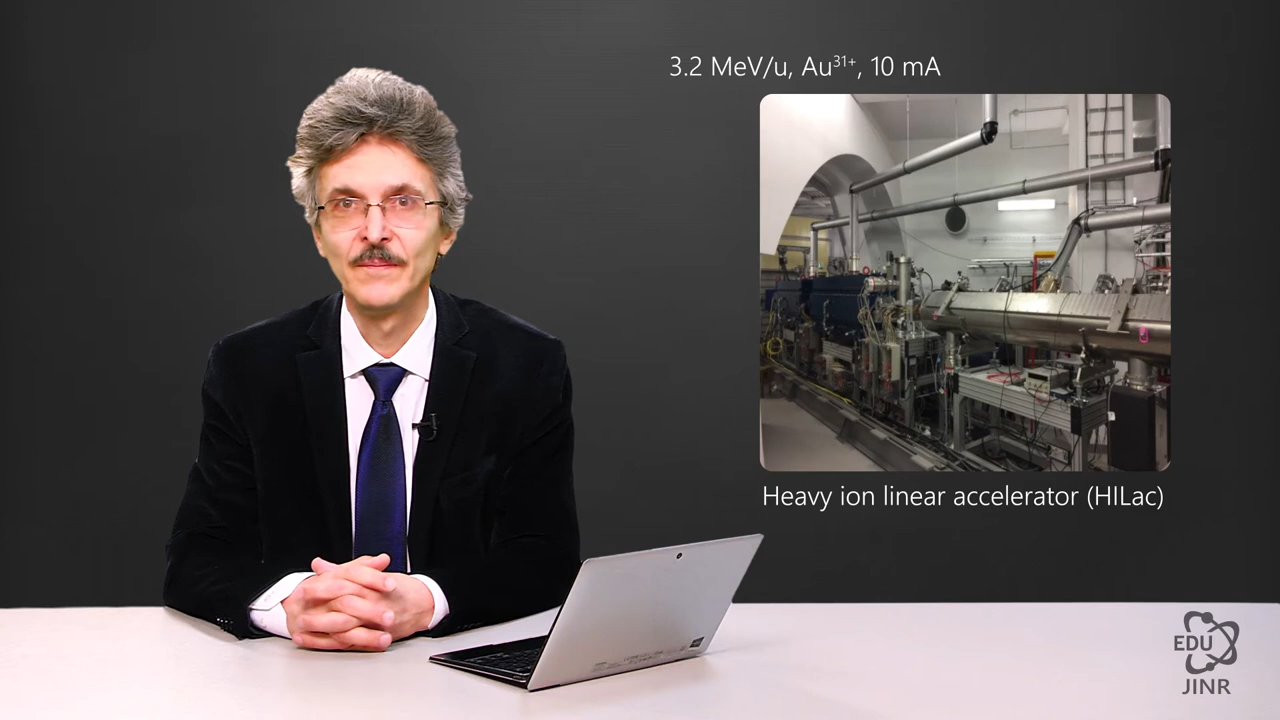 3.2 MeV/u, Au³¹⁺, 10 mA
Heavy ion linear accelerator (HILac)
EDU
JINR